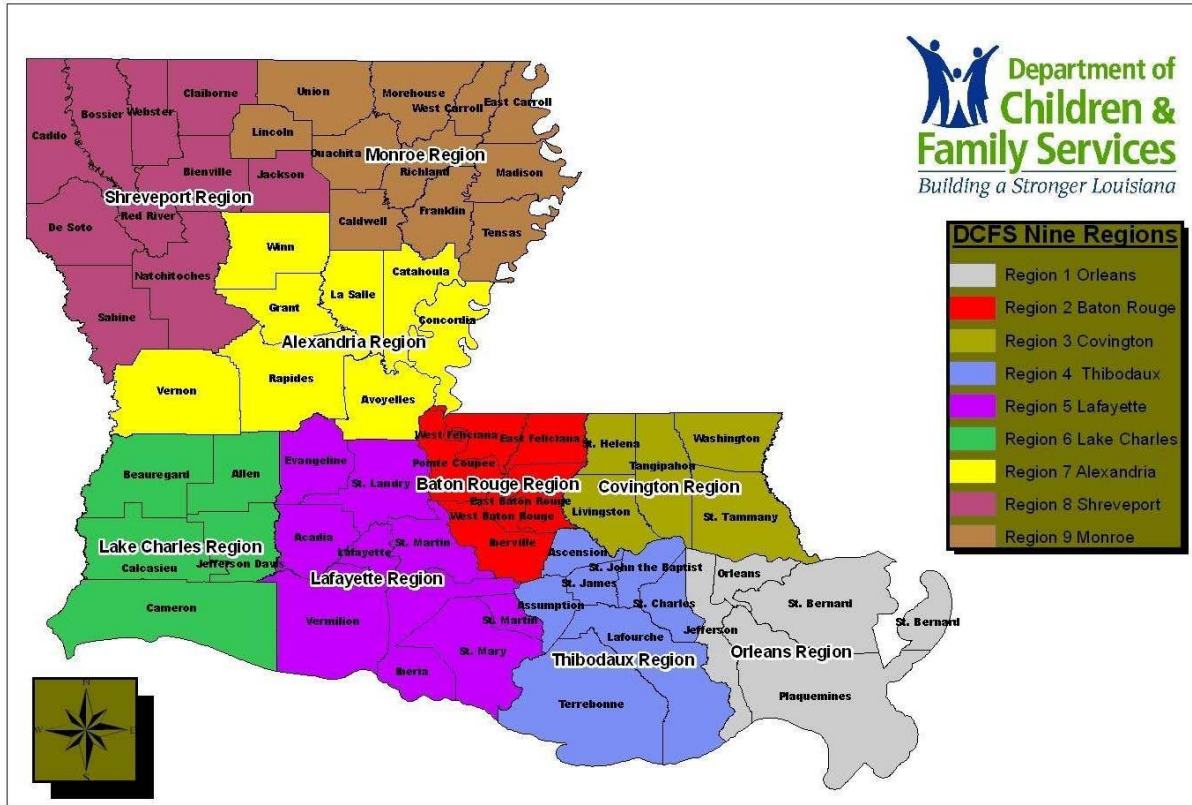 Department of
Children &
Family Services
Building a Stronger Louisiana
DCFS Nine Regions
Region 1 Orleans
Region 2 Baton Rouge
Region 3 Covington
Region 4 Thibodaux
Region 5 Lafayette
Region 6 Lake Charles
Region 7 Alexandria
Region 8 Shreveport
Region 9 Monroe
Caddo
Bossier
Webster
Claiborne
Bienville
Jackson
Shreveport Region
De Soto
Red River
Natchitoches
Sabine
Union
Morehouse
West Carroll
East Carroll
Lincoln
Ouachita
Monroe Region
Richland
Madison
Caldwell
Franklin
Tensas
Winn
Catahoula
La Salle
Grant
Concordia
Alexandria Region
Vernon
Rapides
Avoyelles
Beauregard
Allen
Lake Charles Region
Calcasieu
Jefferson Davis
Cameron
Evangeline
St. Landry
Acadia
Lafayette
St. Martin
Lafayette Region
Vermilion
St. Martin
St. Mary
Iberia
West Feliciana
East Feliciana
Pointe Coupee
Baton Rouge Region
East Baton Rouge
West Baton Rouge
Iberville
St. Helena
Washington
Tangipahoa
Covington Region
Livingston
St. Tammany
Ascension
St. John the Baptist
St. James
Assumption
St. Charles
Lafourche
Thibodaux Region
Terrebonne
Orleans
St. Bernard
St. Bernard
Jefferson
Orleans Region
Plaquemines
N
W
E
S